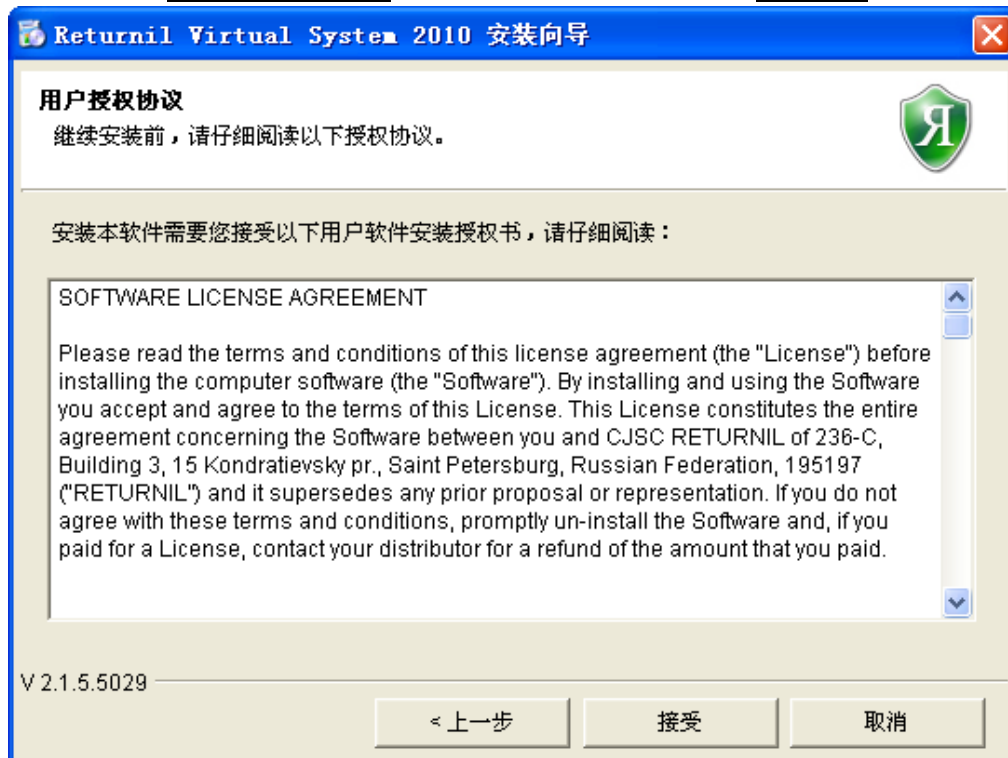 Returnil Virtual System 2010 安装向导
用户授权协议
继续安装前，请仔细阅读以下授权协议。
Я
安装本软件需要您接受以下用户软件安装授权书，请仔细阅读：
SOFTWARE LICENSE AGREEMENT
Please read the terms and conditions of this license agreement (the "License") before
installing the computer software (the "Software"). By installing and using the Software
you accept and agree to the terms of this License. This License constitutes the entire
agreement concerning the Software between you and CJSC RETURNIL of 236-C,
Building 3, 15 Kondratievsky pr., Saint Petersburg, Russian Federation, 195197
("RETURNIL") and it supersedes any prior proposal or representation. If you do not
agree with these terms and conditions, promptly un-install the Software and, if you
paid for a License, contact your distributor for a refund of the amount that you paid.
V 2.1.5.5029
<上一步
接受
取消